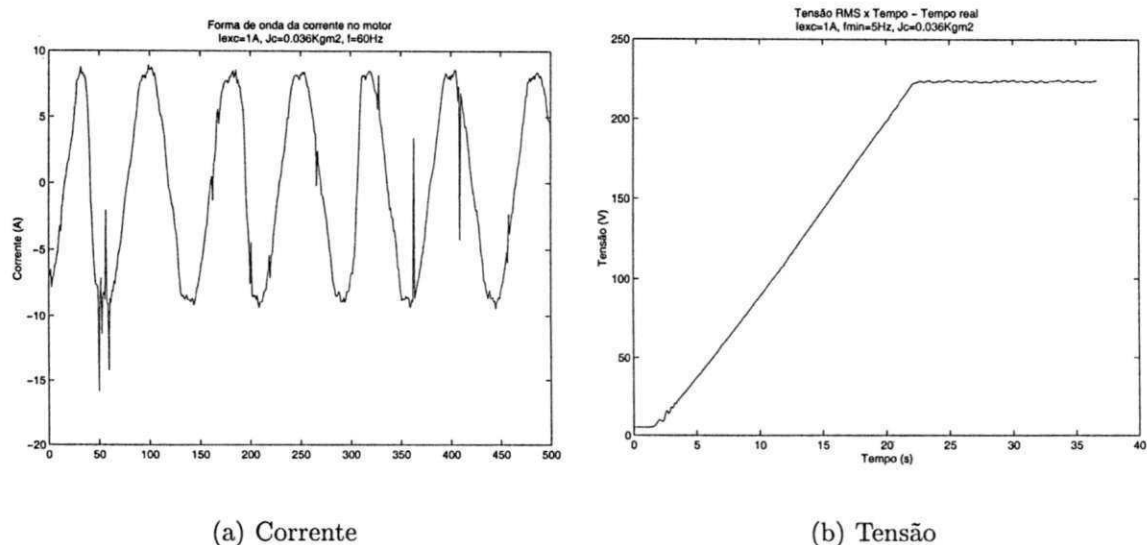 Forma de onda da corrente no motor
Iexc=1A, Jc=0.036Kgm2, f=60Hz
10
5
0
−5
−10
−15
−20
Corrente (A)
0 50 100 150 200 250 300 350 400 450 500
(a) Corrente
Tensão RMS x Tempo − Tempo real
Iexc=1A, fmin=5Hz, Jc=0.036Kgm2
250
200
150
100
50
0
Tensão (V)
0 5 10 15 20 25 30 35 40
Tempo (s)
(b) Tensão